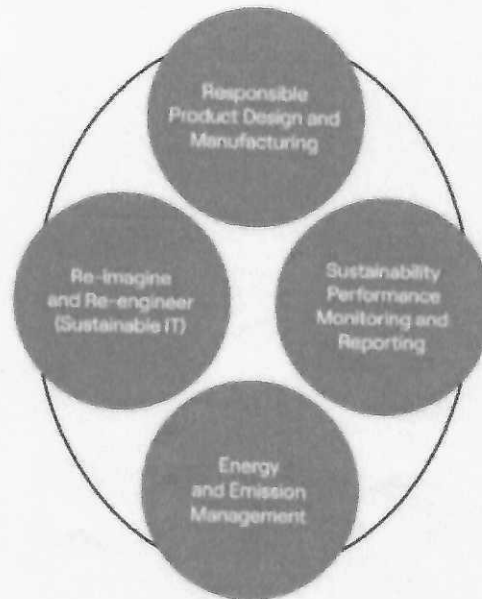 Responsible
Product Design and
Manufacturing
Re-Imagine
and Re-engineer
(Sustainable IT)
Sustainability
Performance
Monitoring and
Reporting
Energy
and Emission
Management